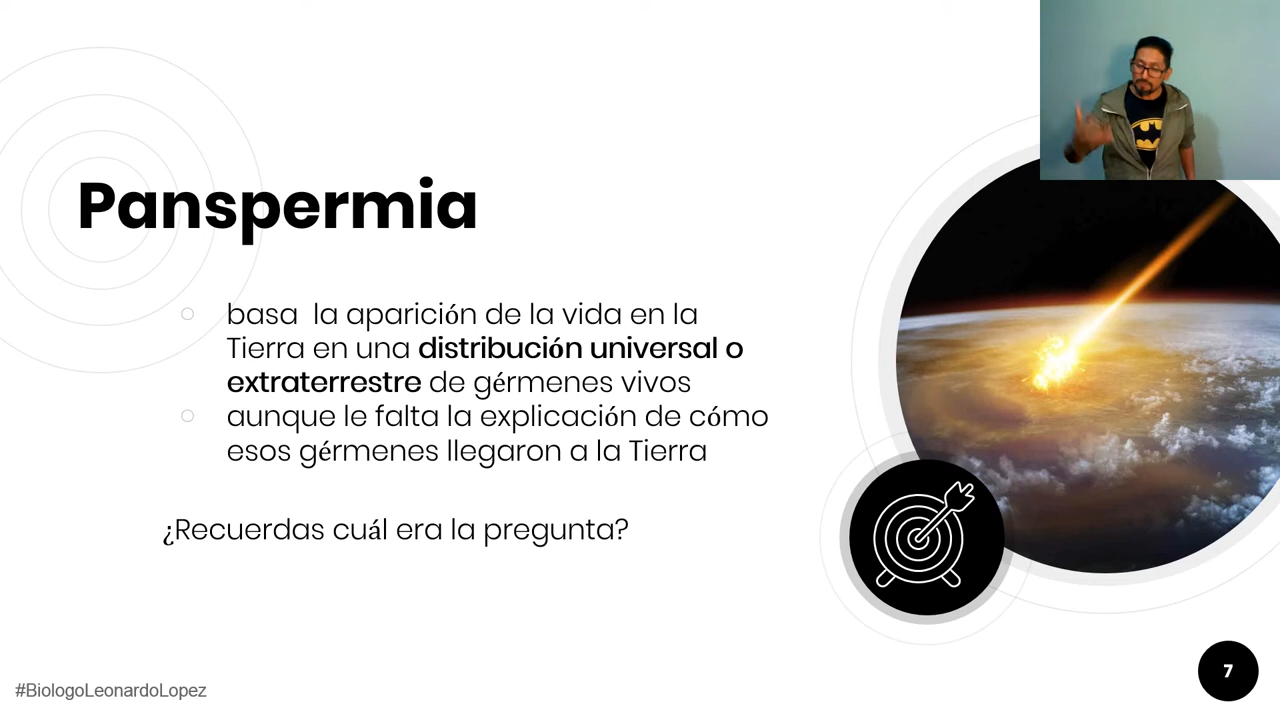 Panspermia
basa la aparición de la vida en la
Tierra en una distribución universal o
extraterrestre de gérmenes vivos
aunque le falta la explicación de cómo
esos gérmenes llegaron a la Tierra
¿Recuerdas cuál era la pregunta?
#BiologoLeonardoLopez
7